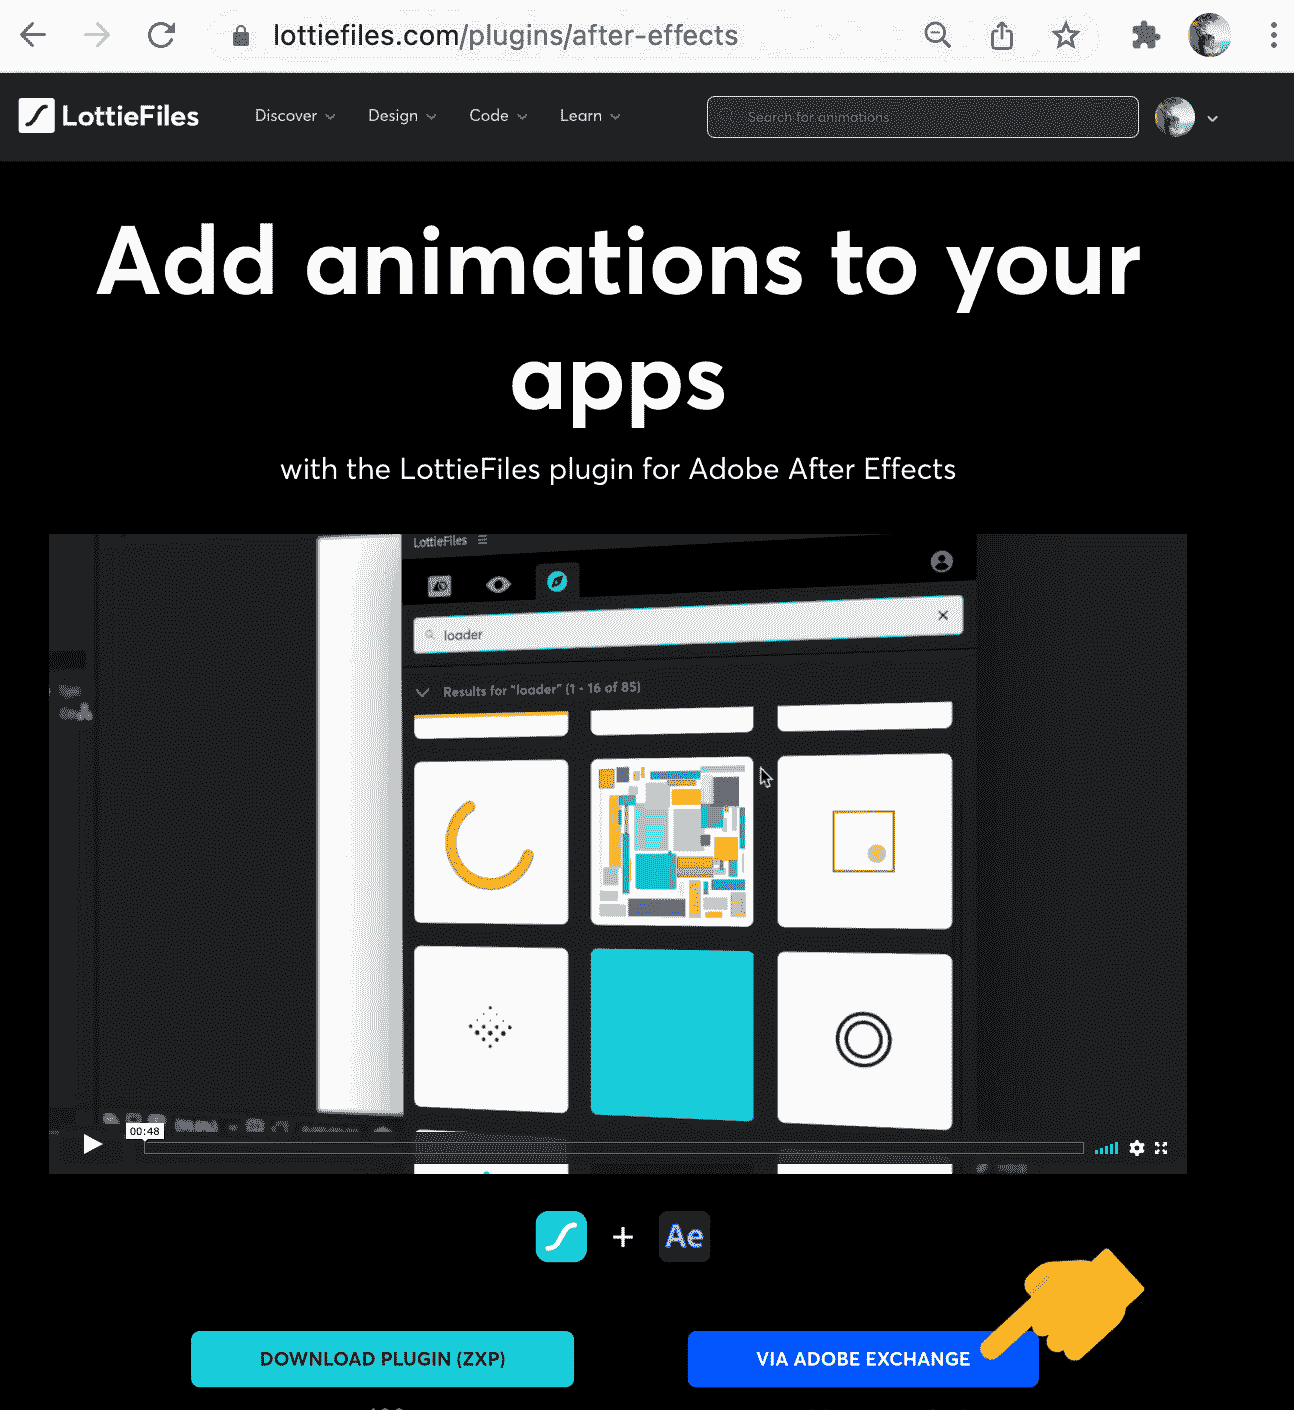 lottiefiles.com/plugins/after-effects
LottieFiles
Discover
Design
Code
Learn
Search for animations
Add animations to your
apps
with the LottieFiles plugin for Adobe After Effects
LottieFiles
loader
Results for "loader" (1 - 16 of 85)
00:48
+
Ae
DOWNLOAD PLUGIN (ZXP)
VIA ADOBE EXCHANGE